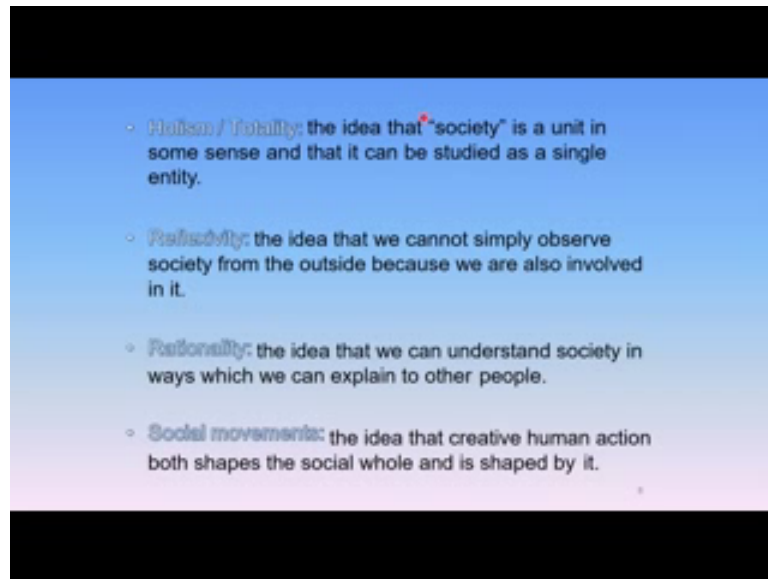 • Holism / Totality: the idea that "society" is a unit in
some sense and that it can be studied as a single
entity.
• Reflexivity: the idea that we cannot simply observe
society from the outside because we are also involved
in it.
• Rationality: the idea that we can understand society in
ways which we can explain to other people.
• Social movements: the idea that creative human action
both shapes the social whole and is shaped by it.